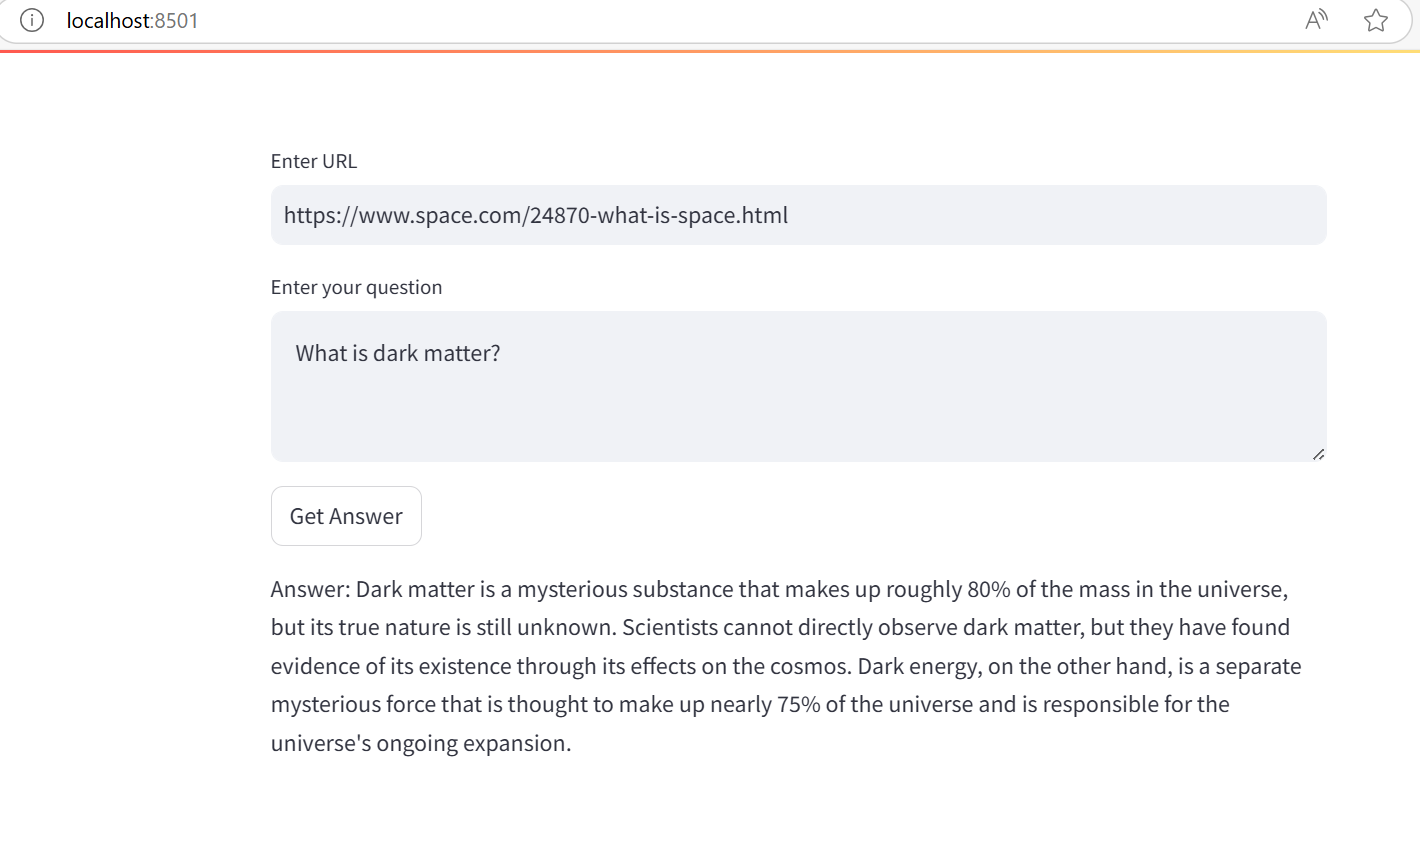 localhost:8501
Enter URL
https://www.space.com/24870-what-is-space.html
Enter your question
What is dark matter?
Get Answer
Answer: Dark matter is a mysterious substance that makes up roughly 80% of the mass in the universe,
but its true nature is still unknown. Scientists cannot directly observe dark matter, but they have found
evidence of its existence through its effects on the cosmos. Dark energy, on the other hand, is a separate
mysterious force that is thought to make up nearly 75% of the universe and is responsible for the
universe's ongoing expansion.